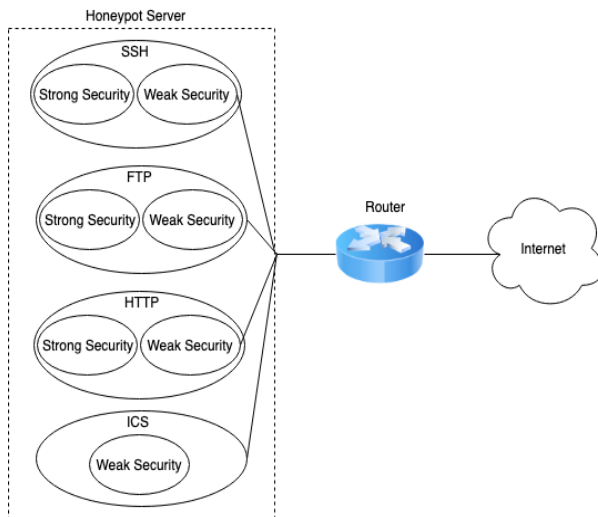 Honeypot Server
SSH
Strong Security
Weak Security
FTP
Strong Security
Weak Security
HTTP
Strong Security
Weak Security
ICS
Weak Security
Router
Internet